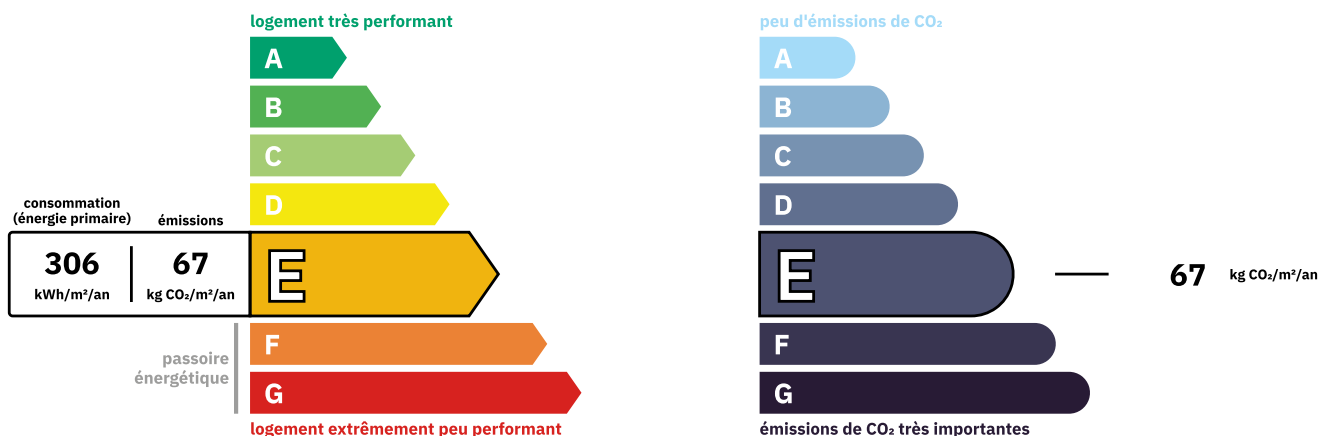 logement très performant
A
B
C
D
consommation
(énergie primaire)
émissions
306
67
kWh/m²/an
kg CO₂/m²/an
E
F
passoire
énergétique
G
logement extrêmement peu performant
peu d'émissions de CO₂
A
B
C
D
E
67
kg CO₂/m²/an
F
G
émissions de CO₂ très importantes